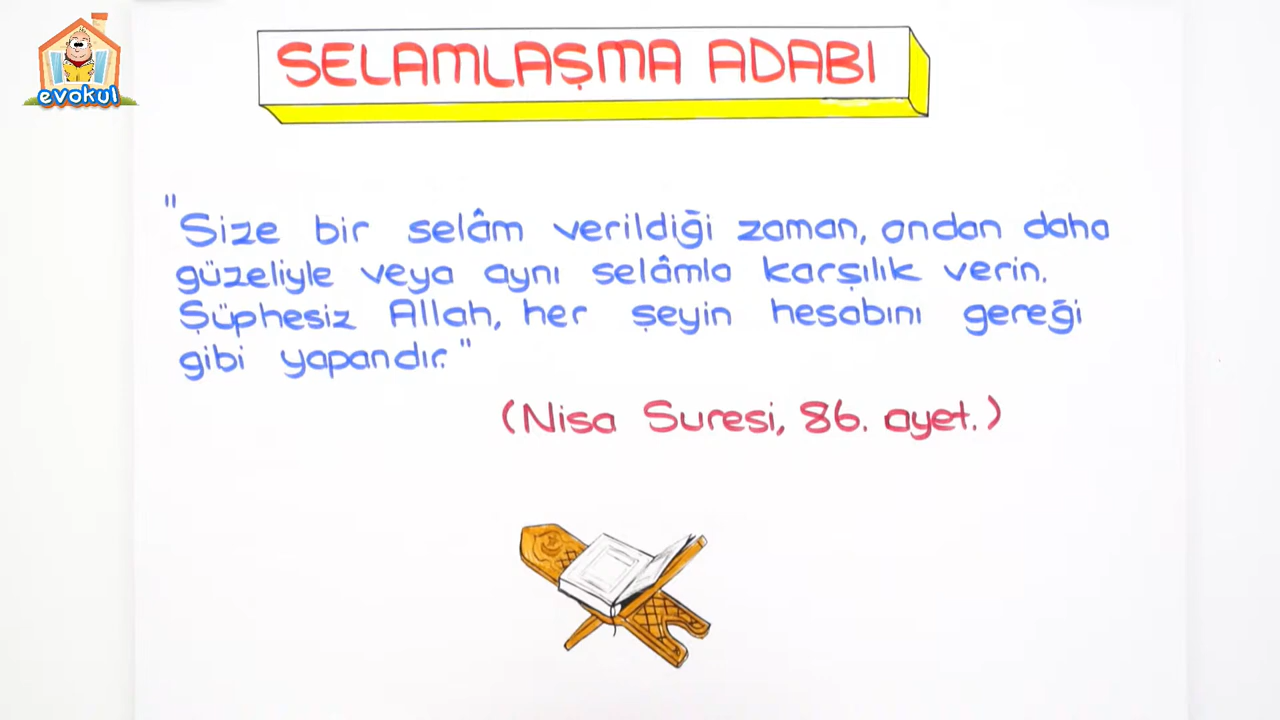 evokul
SELAMLAŞMA ADABI
"Size bir selâm verildiği zaman, ondan daha
güzeliyle veya aynı selâmla karşılık verin.
Şüphesiz Allah, her şeyin hesabını gereği
gibi yapandır."
(Nisa Suresi, 86. ayet.)